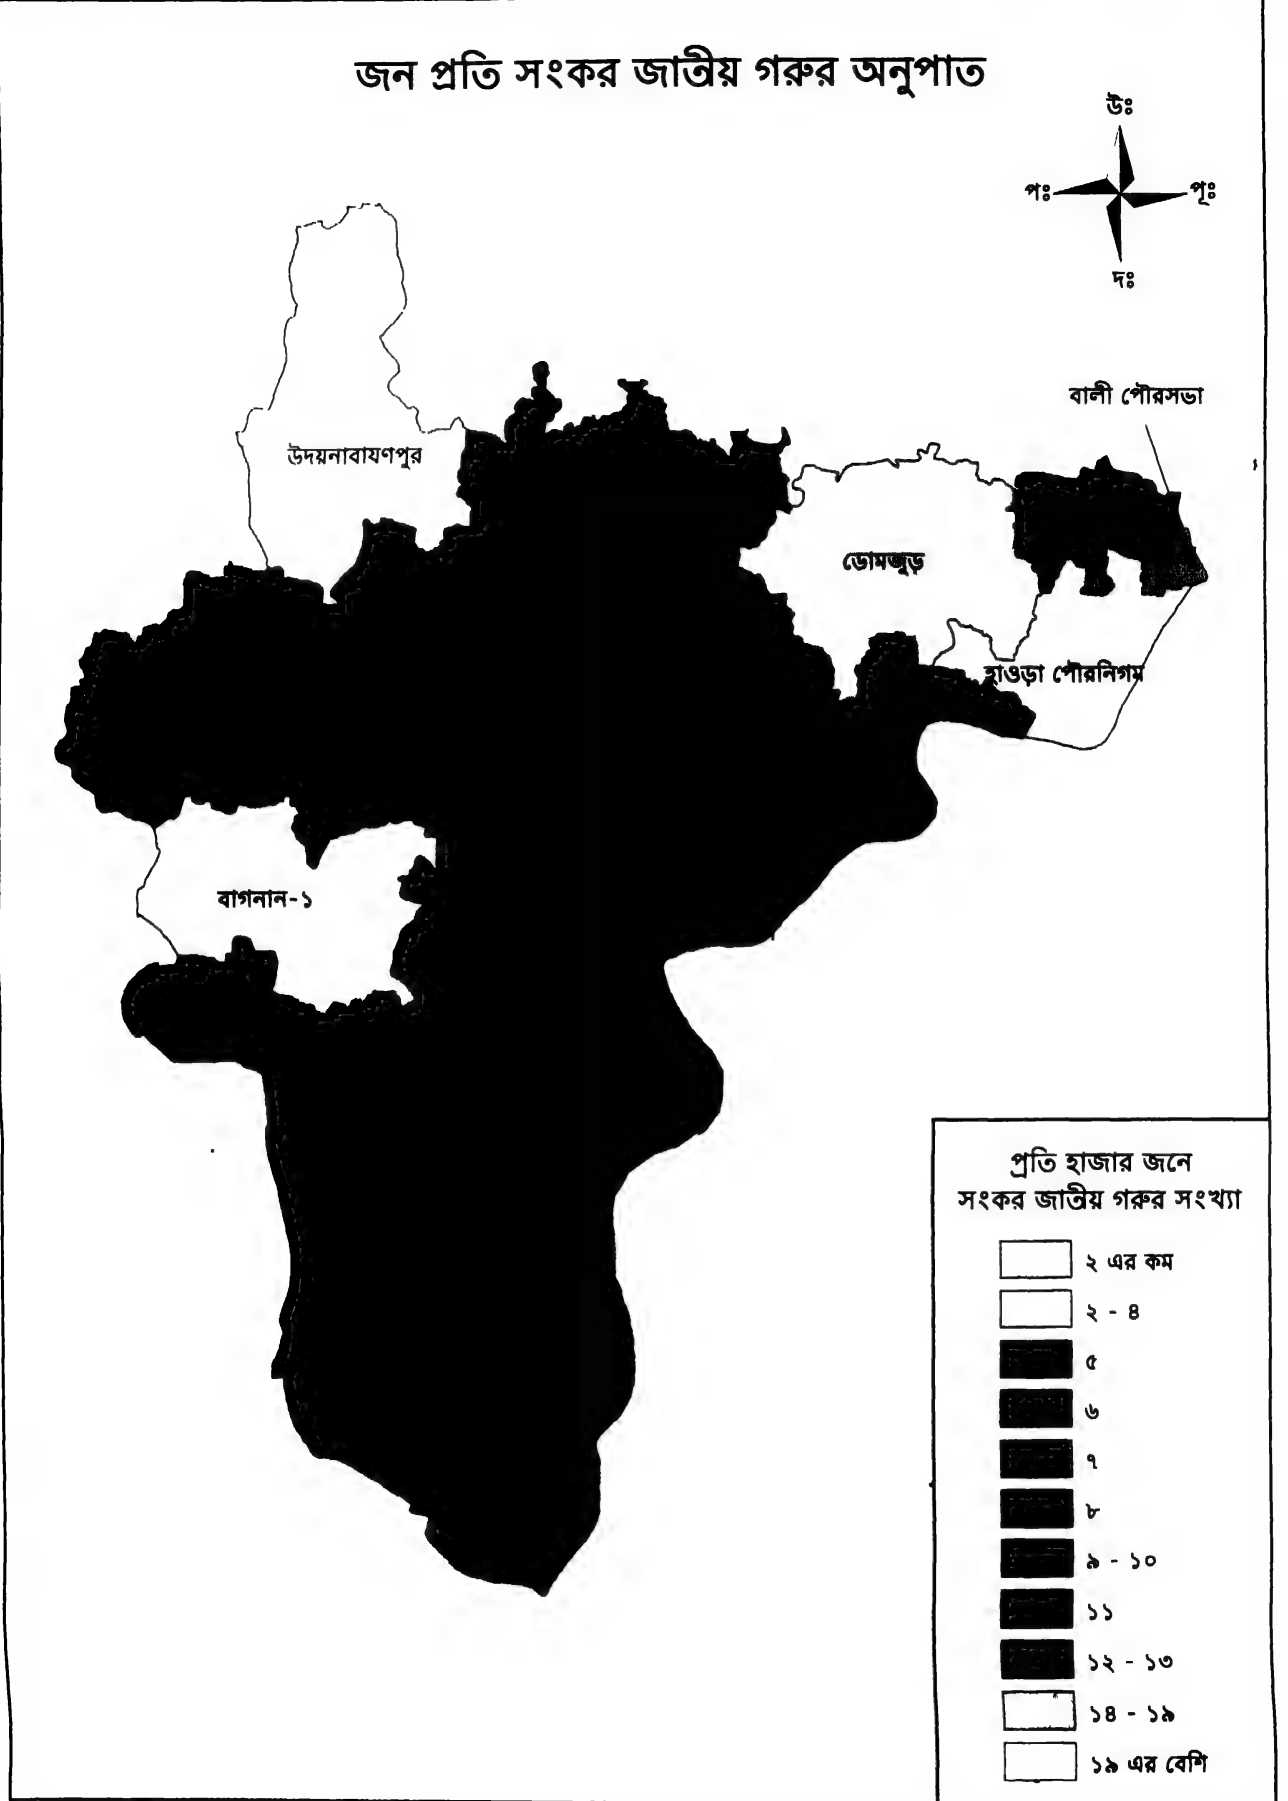 জন প্রতি সংকর জাতীয় গরুর অনুপাত
উঃ
পঃ
পূঃ
দঃ
বালী পৌরসভা
উদয়নাবাযণপুর
ডোমজুড়
হাওড়া পৌরনিগম
বাগনান-১
প্রতি হাজার জনে
সংকর জাতীয় গরুর সংখ্যা
২ এর কম
২ - ৪
৫
৬
৭
৮
৯ - ১০
১১
১২ - ১৩
১৪ - ১৯
১৯ এর বেশি